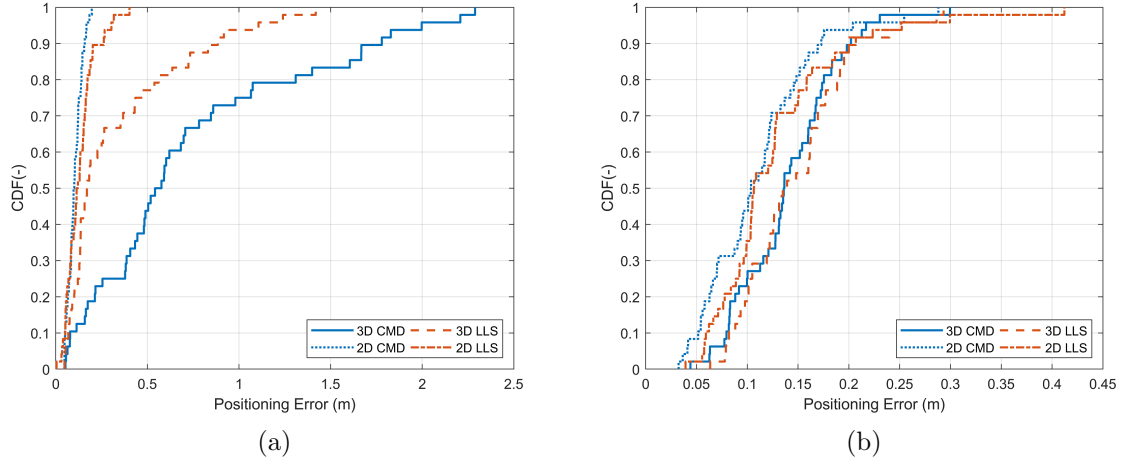 1
0.9
0.8
0.7
0.6
0.5
0.4
0.3
0.2
0.1
0
CDF(-)
0 0.5 1 1.5 2 2.5
Positioning Error (m)
3D CMD 3D LLS
2D CMD 2D LLS
(a)
1
0.9
0.8
0.7
0.6
0.5
0.4
0.3
0.2
0.1
0
CDF(-)
0 0.05 0.1 0.15 0.2 0.25 0.3 0.35 0.4 0.45
Positioning Error (m)
3D CMD 3D LLS
2D CMD 2D LLS
(b)